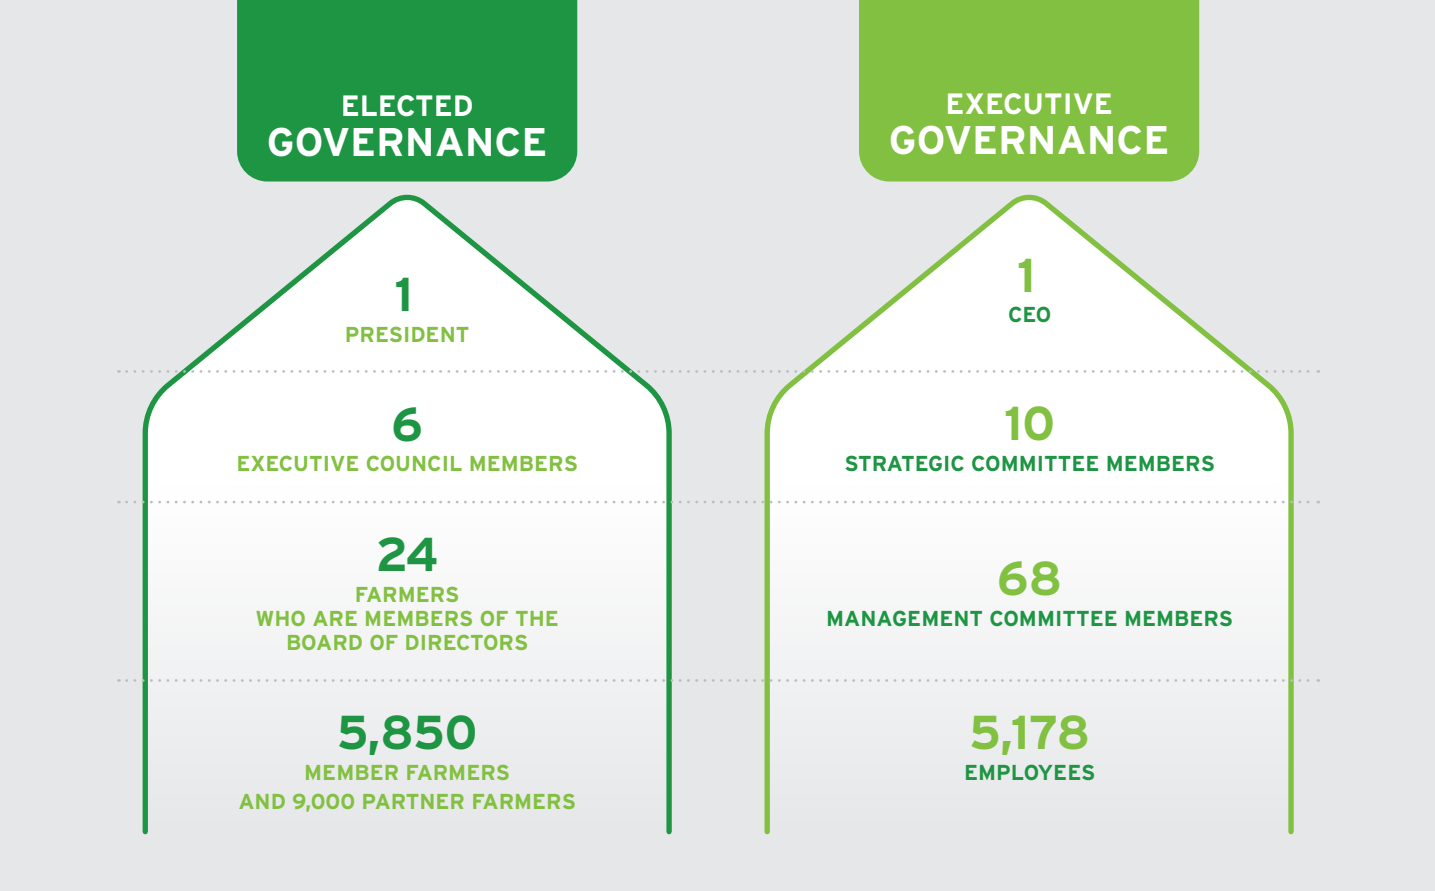 ELECTED
GOVERNANCE
1
PRESIDENT
6
EXECUTIVE COUNCIL MEMBERS
24
FARMERS
WHO ARE MEMBERS OF THE
BOARD OF DIRECTORS
5,850
MEMBER FARMERS
AND 9,000 PARTNER FARMERS
EXECUTIVE
GOVERNANCE
1
CEO
10
STRATEGIC COMMITTEE MEMBERS
68
MANAGEMENT COMMITTEE MEMBERS
5,178
EMPLOYEES